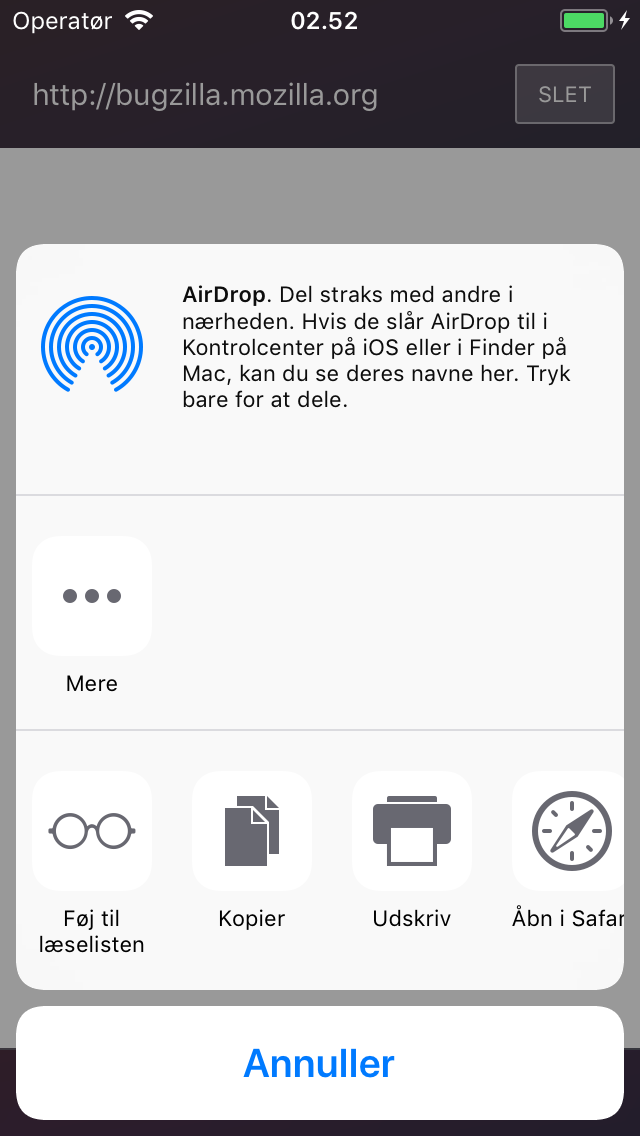 Operatør
02.52
http://bugzilla.mozilla.org
SLET
AirDrop. Del straks med andre i
nærheden. Hvis de slår AirDrop til i
Kontrolcenter på iOS eller i Finder på
Mac, kan du se deres navne her. Tryk
bare for at dele.
Mere
Føj til
læselisten
Kopier
Udskriv
Åbn i Safar
Annuller